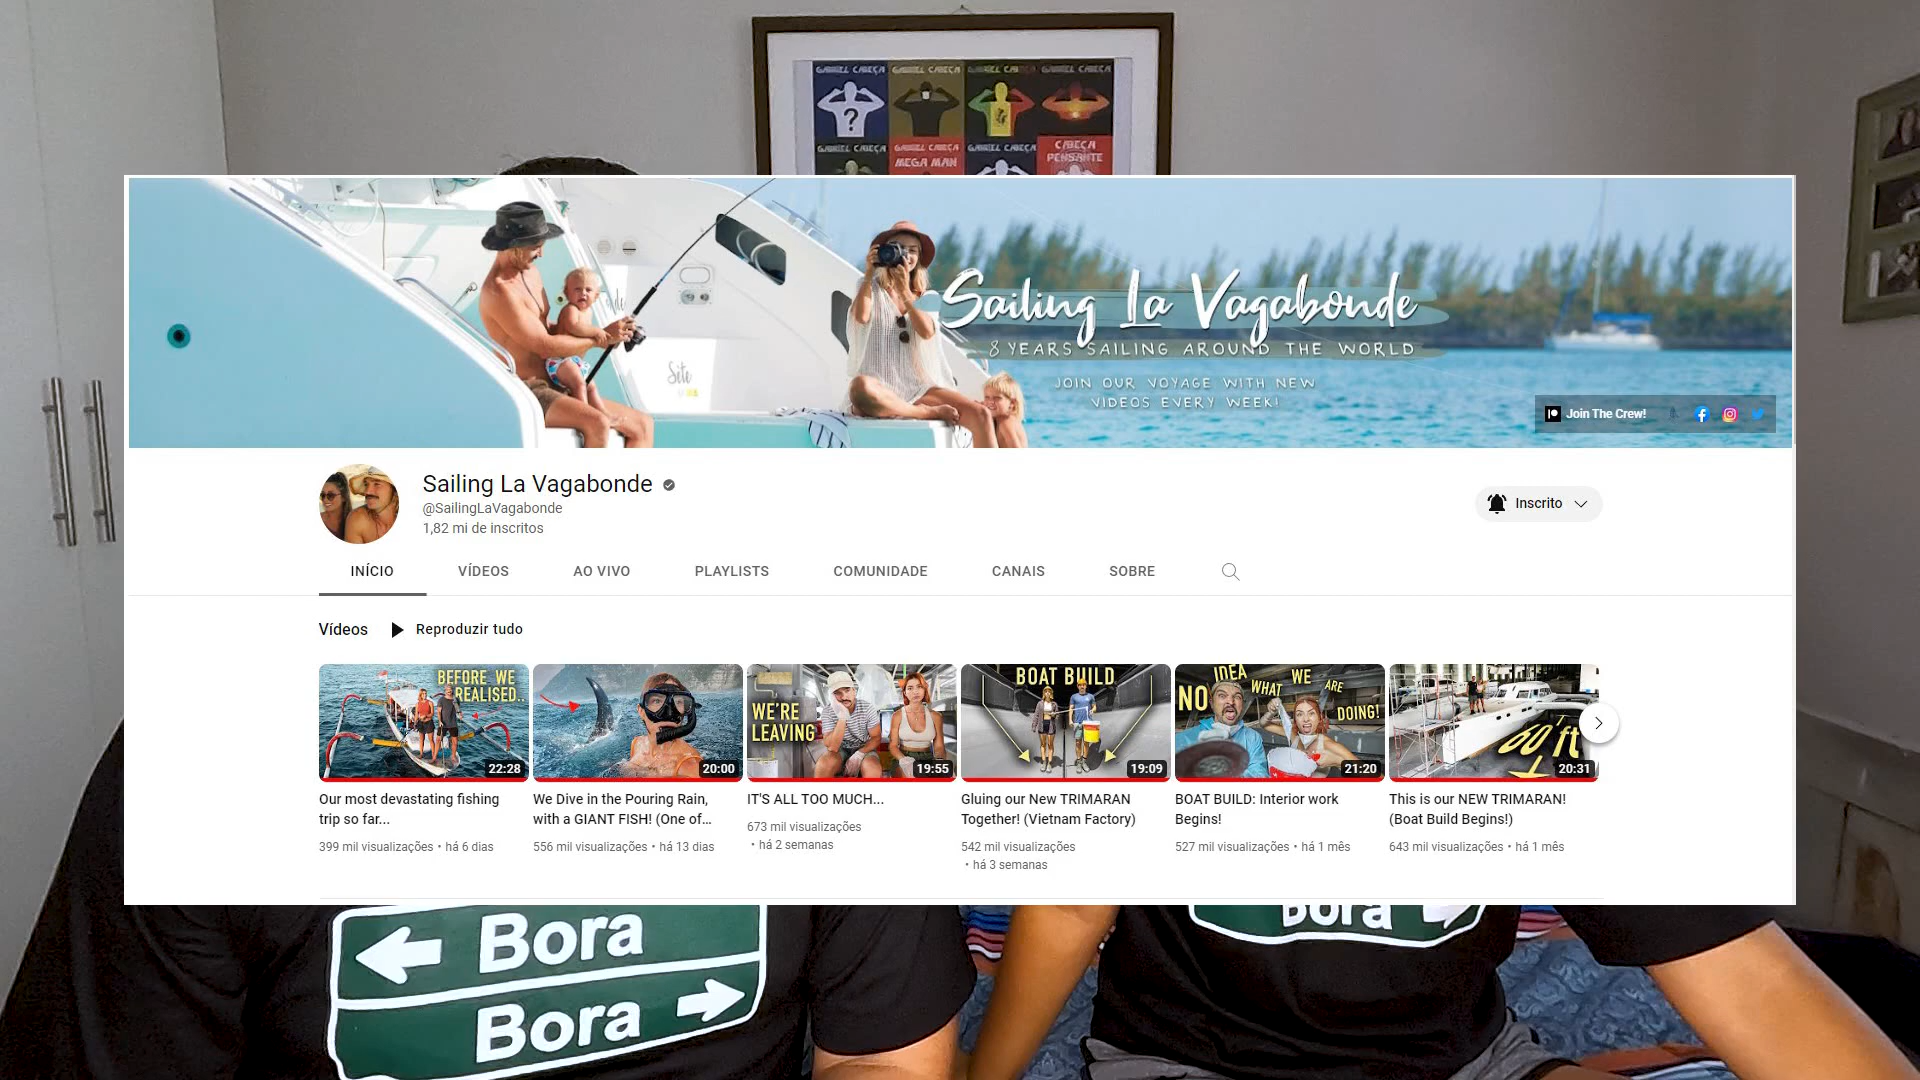 GABRIEL CABEÇA GABRIEL CABEÇA GABRIEL CABEÇA GABRIEL CABEÇA
?
GABRIEL CABEÇA GABRIEL CABEÇA GABRIEL CABEÇA CABEÇA
MEGA MAN PENSANTE
Sailing La Vagabonde
8 YEARS SAILING AROUND THE WORLD
JOIN OUR VOYAGE WITH NEW
VIDEOS EVERY WEEK!
Join The Crew!
Sailing La Vagabonde
@SailingLaVagabonde
1,82 mi de inscritos
Inscrito
INÍCIO VÍDEOS AO VIVO PLAYLISTS COMUNIDADE CANAIS SOBRE
Vídeos Reproduzir tudo
BEFORE WE
REALISED..
22:28
20:00
WE'RE
LEAVING
19:55
BOAT BUILD
19:09
NO IDEA WHAT WE ARE
DOING!
21:20
60 ft
20:31
Our most devastating fishing
trip so far...
399 mil visualizações • há 6 dias
We Dive in the Pouring Rain,
with a GIANT FISH! (One of...
556 mil visualizações • há 13 dias
IT'S ALL TOO MUCH...
673 mil visualizações
• há 2 semanas
Gluing our New TRIMARAN
Together! (Vietnam Factory)
542 mil visualizações
• há 3 semanas
BOAT BUILD: Interior work
Begins!
527 mil visualizações • há 1 mês
This is our NEW TRIMARAN!
(Boat Build Begins!)
643 mil visualizações • há 1 mês
Bora
Bora
Bora